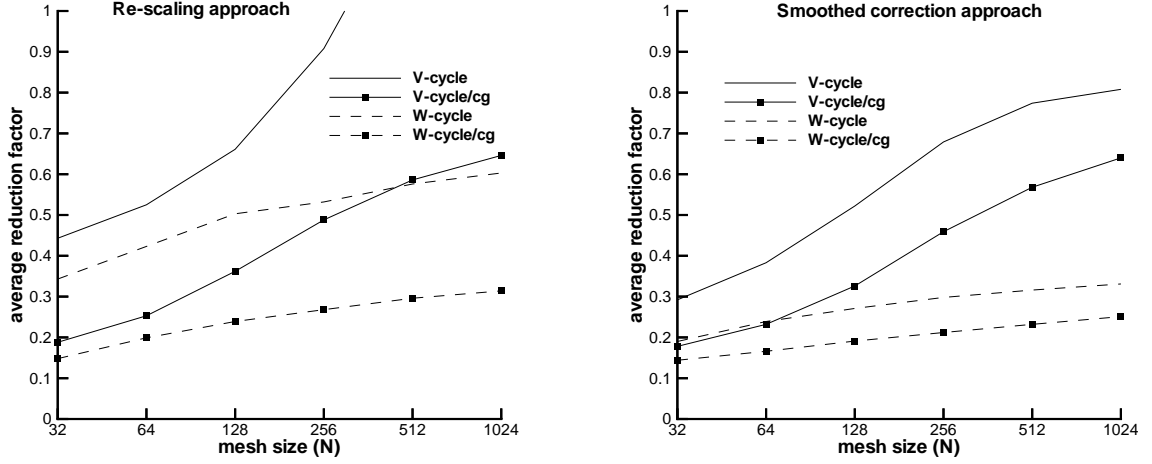 Re-scaling approach
1
0.9
0.8
0.7
0.6
0.5
0.4
0.3
0.2
0.1
0
average reduction factor
V-cycle
V-cycle/cg
W-cycle
W-cycle/cg
32
64
128
256
512
1024
mesh size (N)
Smoothed correction approach
1
0.9
0.8
0.7
0.6
0.5
0.4
0.3
0.2
0.1
0
average reduction factor
V-cycle
V-cycle/cg
W-cycle
W-cycle/cg
32
64
128
256
512
1024
mesh size (N)